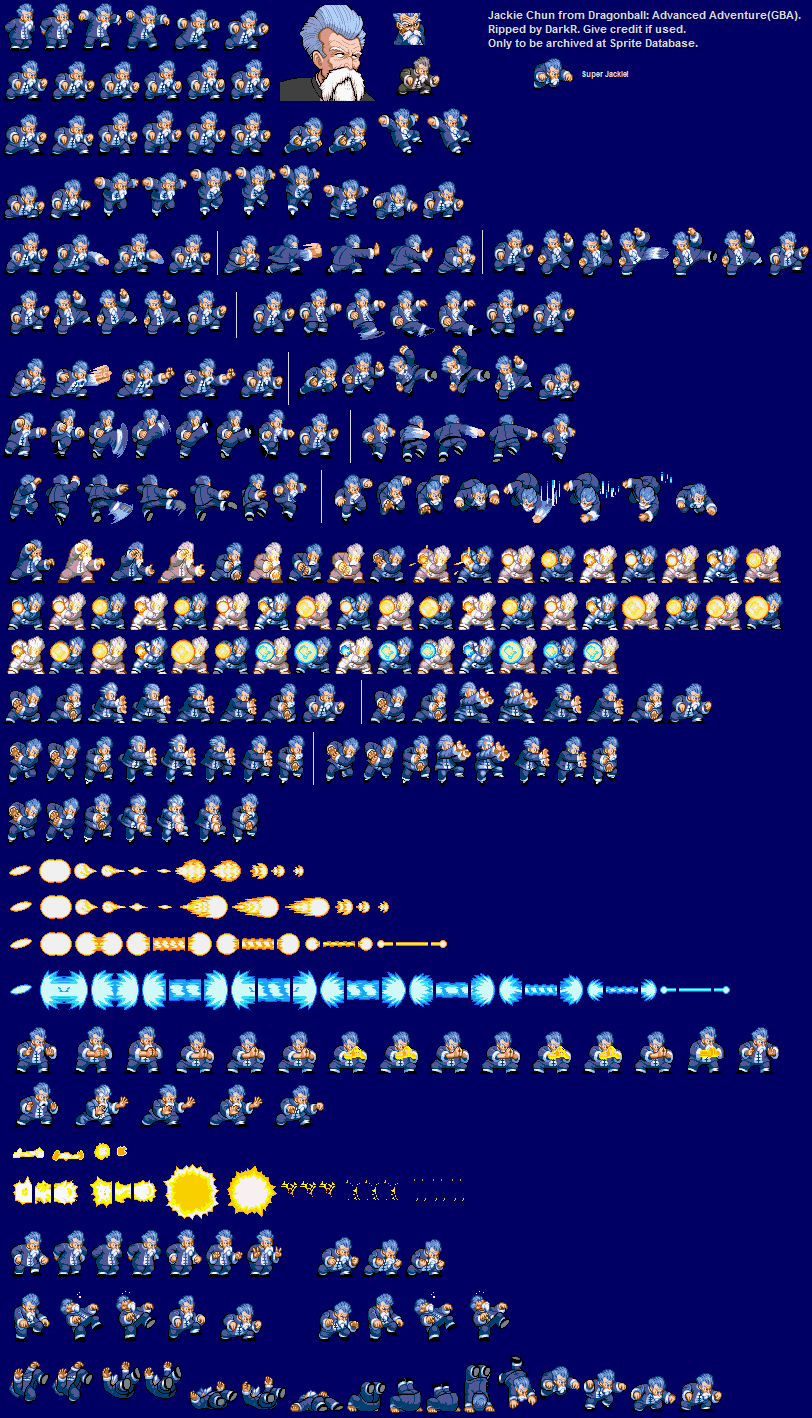 Jackie Chun from Dragonball: Advanced Adventure(GBA).
Ripped by DarkR. Give credit if used.
Only to be archived at Sprite Database.
Super Jackie!